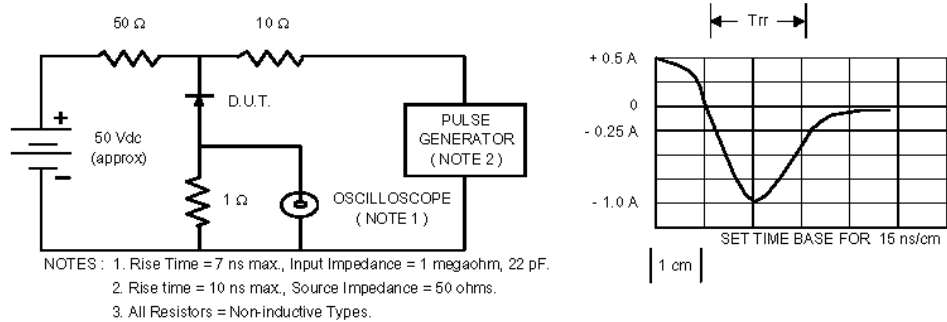 50 Ω
10 Ω
Trr
+ 0.5 A
D.U.T.
0
+
50 Vdc
(approx)
−
PULSE
GENERATOR
( NOTE 2 )
- 0.25 A
1 Ω
OSCILLOSCOPE
( NOTE 1 )
- 1.0 A
SET TIME BASE FOR 15 ns/cm
1 cm
NOTES : 1. Rise Time = 7 ns max., Input Impedance = 1 megaohm, 22 pF.
2. Rise time = 10 ns max., Source Impedance = 50 ohms.
3. All Resistors = Non-inductive Types.